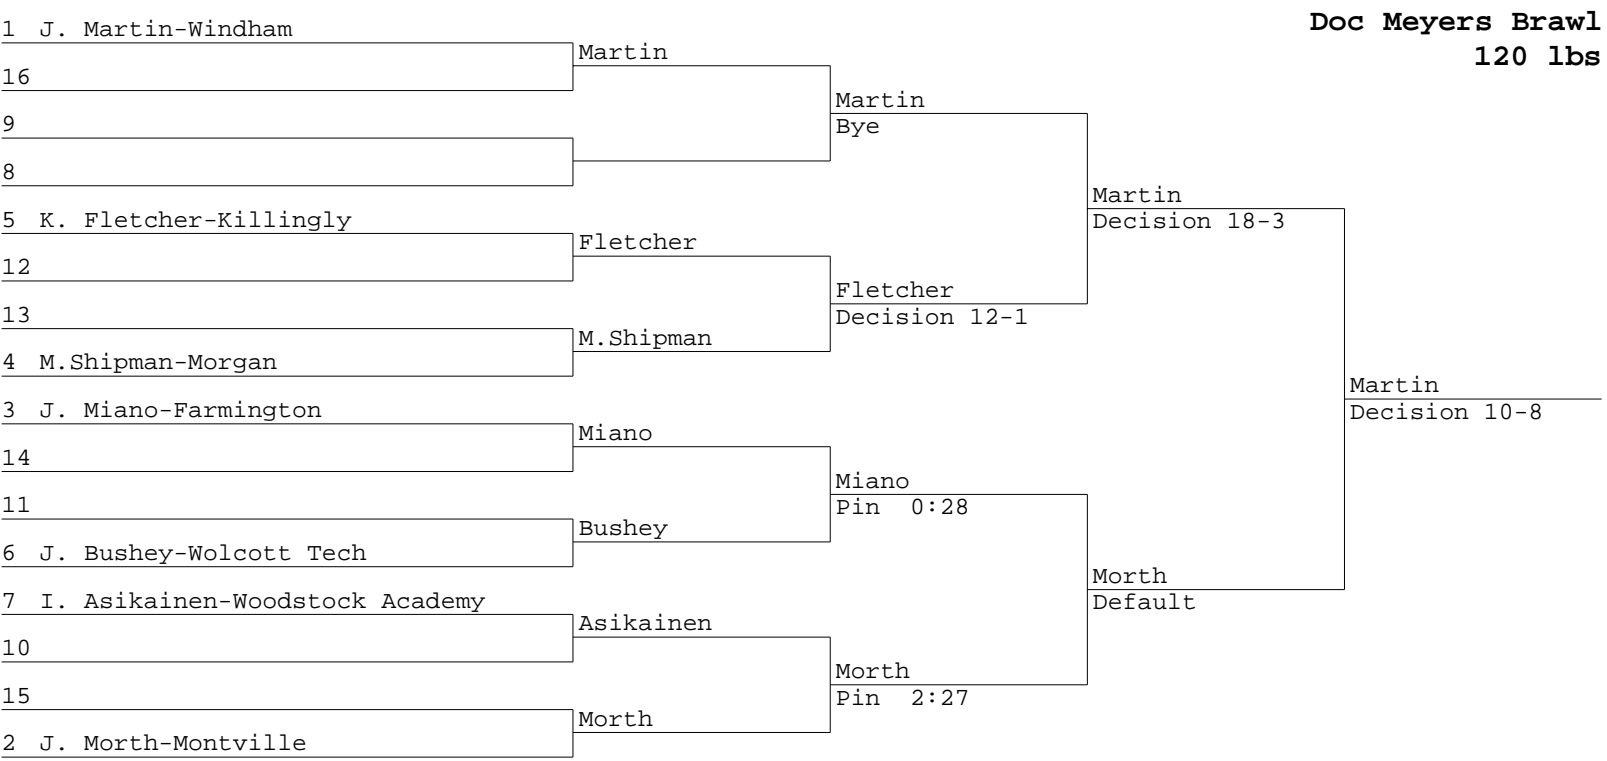 Doc Meyers Brawl
120 lbs
1 J. Martin-Windham
16
9
8
5 K. Fletcher-Killingly
12
13
4 M.Shipman-Morgan
3 J. Miano-Farmington
14
11
6 J. Bushey-Wolcott Tech
7 I. Asikainen-Woodstock Academy
10
15
2 J. Morth-Montville
Martin
Fletcher
M.Shipman
Miano
Bushey
Asikainen
Morth
Martin
Bye
Fletcher
Decision 12-1
Miano
Pin 0:28
Morth
Pin 2:27
Martin
Decision 18-3
Morth
Default
Martin
Decision 10-8